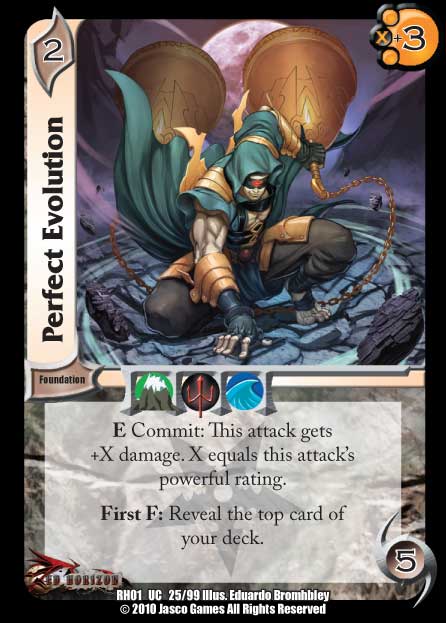 2
X+3
Perfect Evolution
Foundation
E Commit: This attack gets
+X damage. X equals this attack's
powerful rating.
First F: Reveal the top card of
your deck.
5
RED HORIZON
RH01 UC 25/99 Illus. Eduardo Bromhbley
© 2010 Jasco Games All Rights Reserved